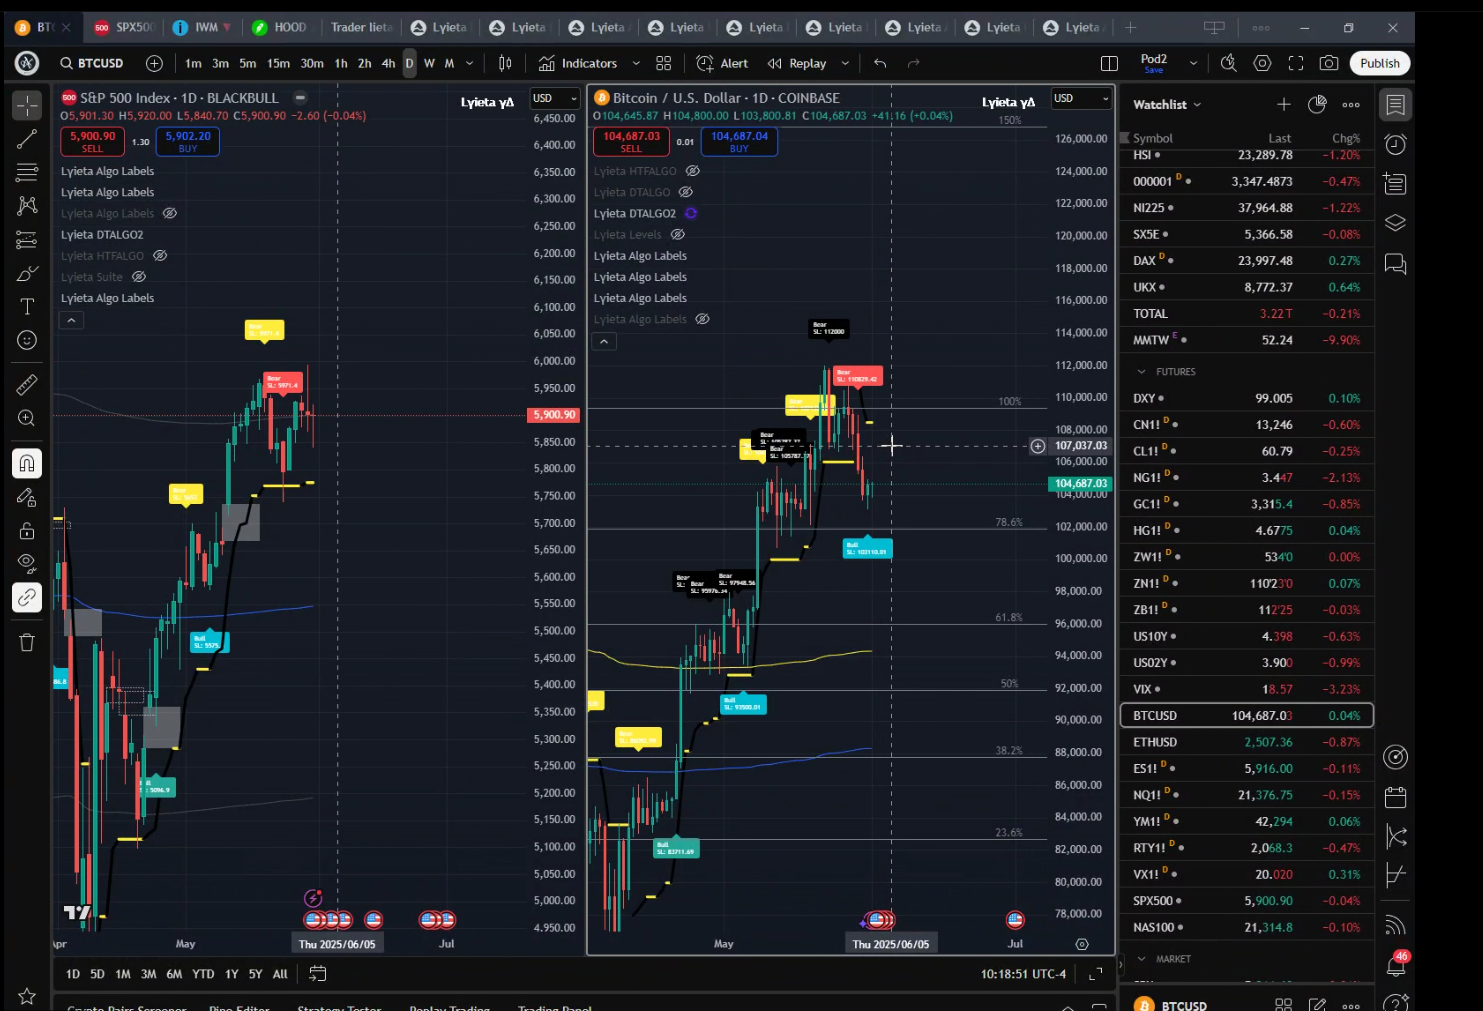 BTC
500 SPX500
IWM
HOOD
Trader lieta
Lyieta
Lyieta
Lyieta
Lyieta
Lyieta
Lyieta
Lyieta
Lyieta
Lyieta
BTCUSD
1m 3m 5m 15m 30m 1h 2h 4h D W M
Indicators
Alert
Replay
Pod2
Save
Publish
500 S&P 500 Index · 1D · BLACKBULL
O5,901.30 H5,920.00 L5,840.70 C5,900.90 −2.60 (−0.04%)
5,900.90
SELL
1.30
5,902.20
BUY
Lyieta Algo Labels
Lyieta Algo Labels
Lyieta Algo Labels
Lyieta DTALGO2
Lyieta HTFALGO
Lyieta Suite
Lyieta Algo Labels
Lyieta γΔ
USD
6,450.00
6,400.00
6,350.00
6,300.00
6,250.00
6,200.00
6,150.00
6,100.00
6,050.00
6,000.00
5,950.00
5,900.90
5,850.00
5,800.00
5,750.00
5,700.00
5,650.00
5,600.00
5,550.00
5,500.00
5,450.00
5,400.00
5,350.00
5,300.00
5,250.00
5,200.00
5,150.00
5,100.00
5,050.00
5,000.00
4,950.00
Bear
SL: 5971.4
Bull
SL: 5096.9
Apr
May
Thu 2025/06/05
Jul
Bitcoin / U.S. Dollar · 1D · COINBASE
O104,645.87 H104,800.00 L103,800.81 C104,687.03 +41.16 (+0.04%)
104,687.03
SELL
0.01
104,687.04
BUY
Lyieta HTFALGO
Lyieta DTALGO
Lyieta DTALGO2
Lyieta Levels
Lyieta Algo Labels
Lyieta Algo Labels
Lyieta Algo Labels
Lyieta Algo Labels
Lyieta γΔ
USD
150%
100%
78.6%
61.8%
50%
38.2%
23.6%
Bear
SL: 112000
Bear
SL: 110829.42
Bull
SL: 103110.01
Bear
SL: 97948.56
Bull
SL: 93500.01
Bull
SL: 83711.69
126,000.00
124,000.00
122,000.00
120,000.00
118,000.00
116,000.00
114,000.00
112,000.00
110,000.00
108,000.00
107,037.03
106,000.00
104,687.03
104,000.00
102,000.00
100,000.00
98,000.00
96,000.00
94,000.00
92,000.00
90,000.00
88,000.00
86,000.00
84,000.00
82,000.00
80,000.00
78,000.00
May
Thu 2025/06/05
Jul
1D 5D 1M 3M 6M YTD 1Y 5Y All
10:18:51 UTC-4
Crypto Pairs Screener
Pine Editor
Strategy Tester
Replay Trading
Trading Panel
Watchlist
Symbol Last Chg%
HSI 23,289.78 −1.20%
000001 D 3,347.4873 −0.47%
NI225 37,964.88 −1.22%
SX5E 5,366.58 −0.08%
DAX D 23,997.48 0.27%
UKX 8,772.37 0.64%
TOTAL 3.22 T −0.21%
MMTW E 52.24 −9.90%
FUTURES
DXY 99.005 0.10%
CN1! D 13,246 −0.60%
CL1! D 60.79 −0.25%
NG1! D 3.447 −2.13%
GC1! D 3,315.4 −0.85%
HG1! D 4.6775 0.04%
ZW1! D 534'0 0.00%
ZN1! D 110'23'0 0.07%
ZB1! D 112'25 −0.03%
US10Y 4.398 −0.63%
US02Y 3.900 −0.99%
VIX 18.57 −3.23%
BTCUSD 104,687.03 0.04%
ETHUSD 2,507.36 −0.87%
ES1! D 5,916.00 −0.11%
NQ1! D 21,376.75 −0.15%
YM1! D 42,294 0.06%
RTY1! D 2,068.3 −0.47%
VX1! D 20.020 0.31%
SPX500 5,900.90 −0.04%
NAS100 21,314.8 −0.10%
MARKET
BTCUSD
46